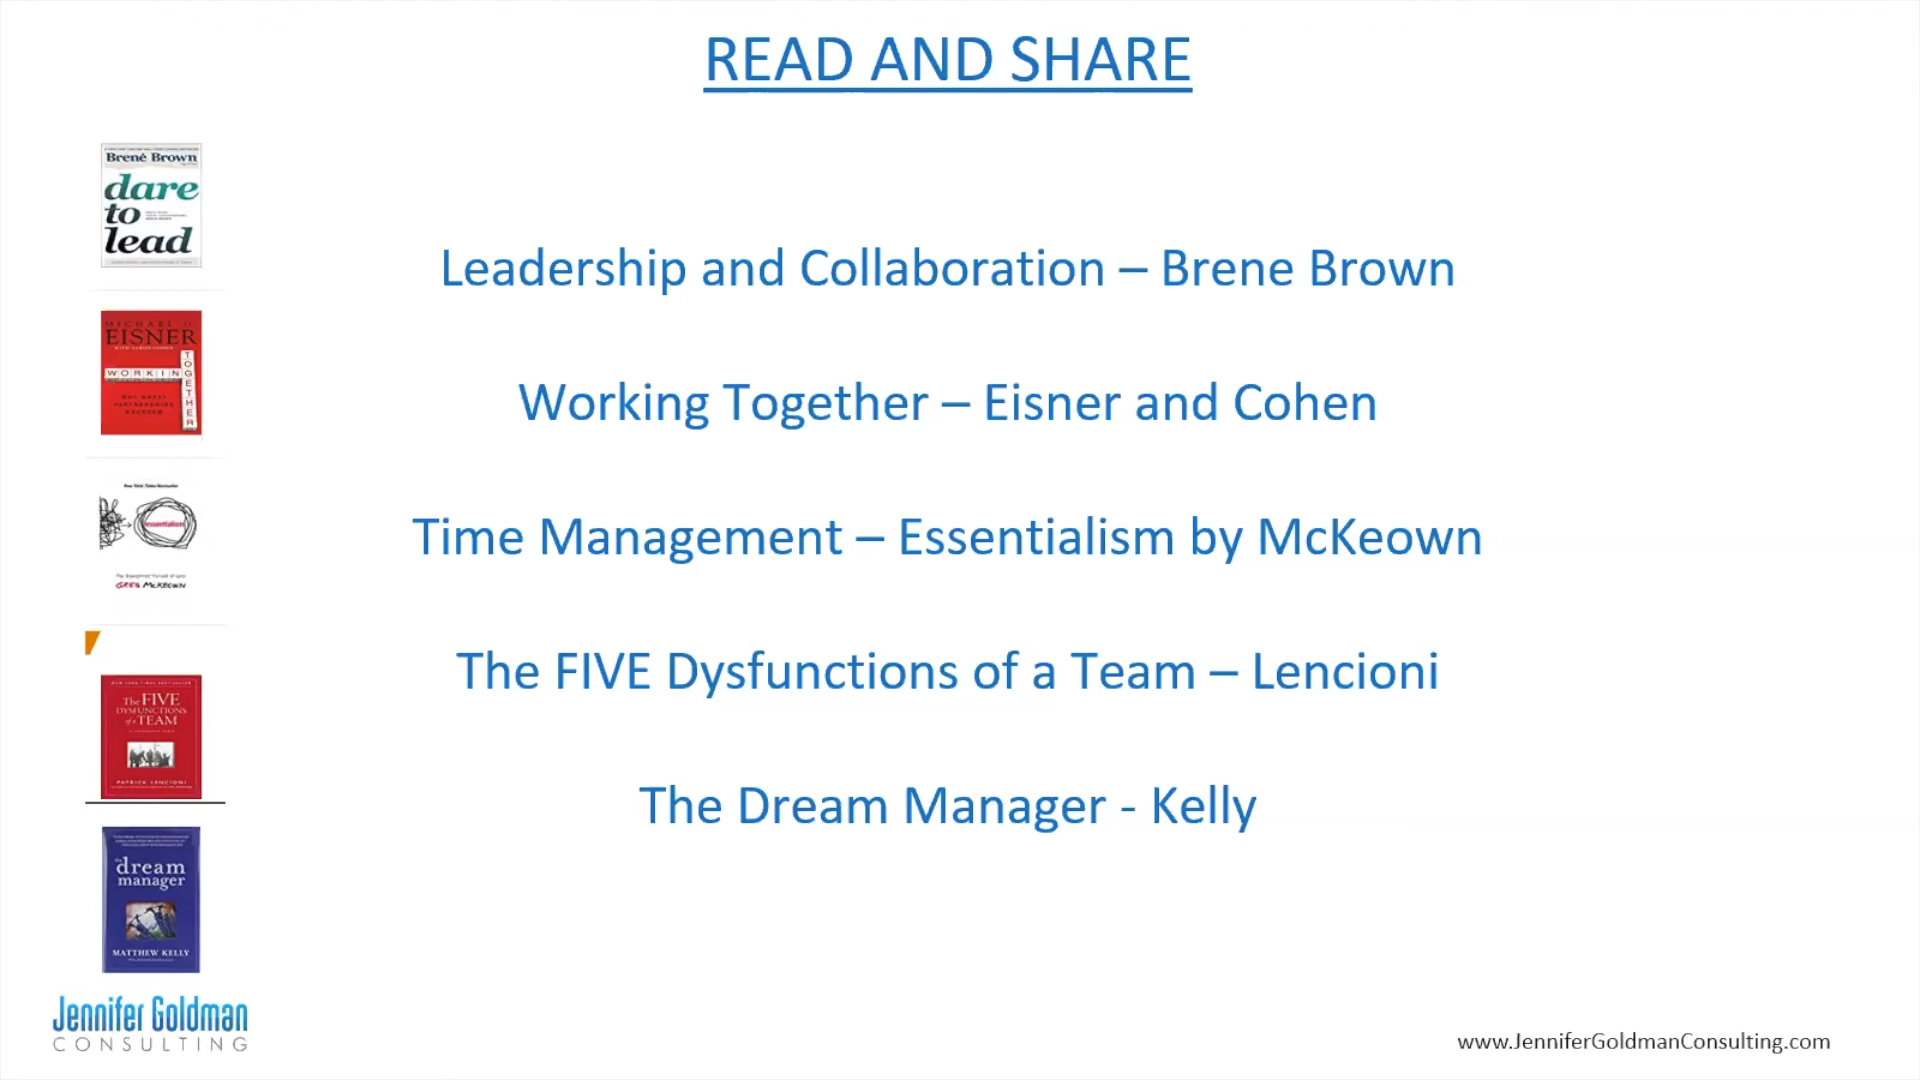 READ AND SHARE
Brené Brown
dare
to
lead
Leadership and Collaboration – Brene Brown
MICHAEL D.
EISNER
WORKING
TOGETHER
Working Together – Eisner and Cohen
essentialism
GREG McKEOWN
Time Management – Essentialism by McKeown
The FIVE
DYSFUNCTIONS
of a TEAM
PATRICK LENCIONI
The FIVE Dysfunctions of a Team – Lencioni
the
dream
manager
MATTHEW KELLY
The Dream Manager - Kelly
Jennifer Goldman
CONSULTING
www.JenniferGoldmanConsulting.com